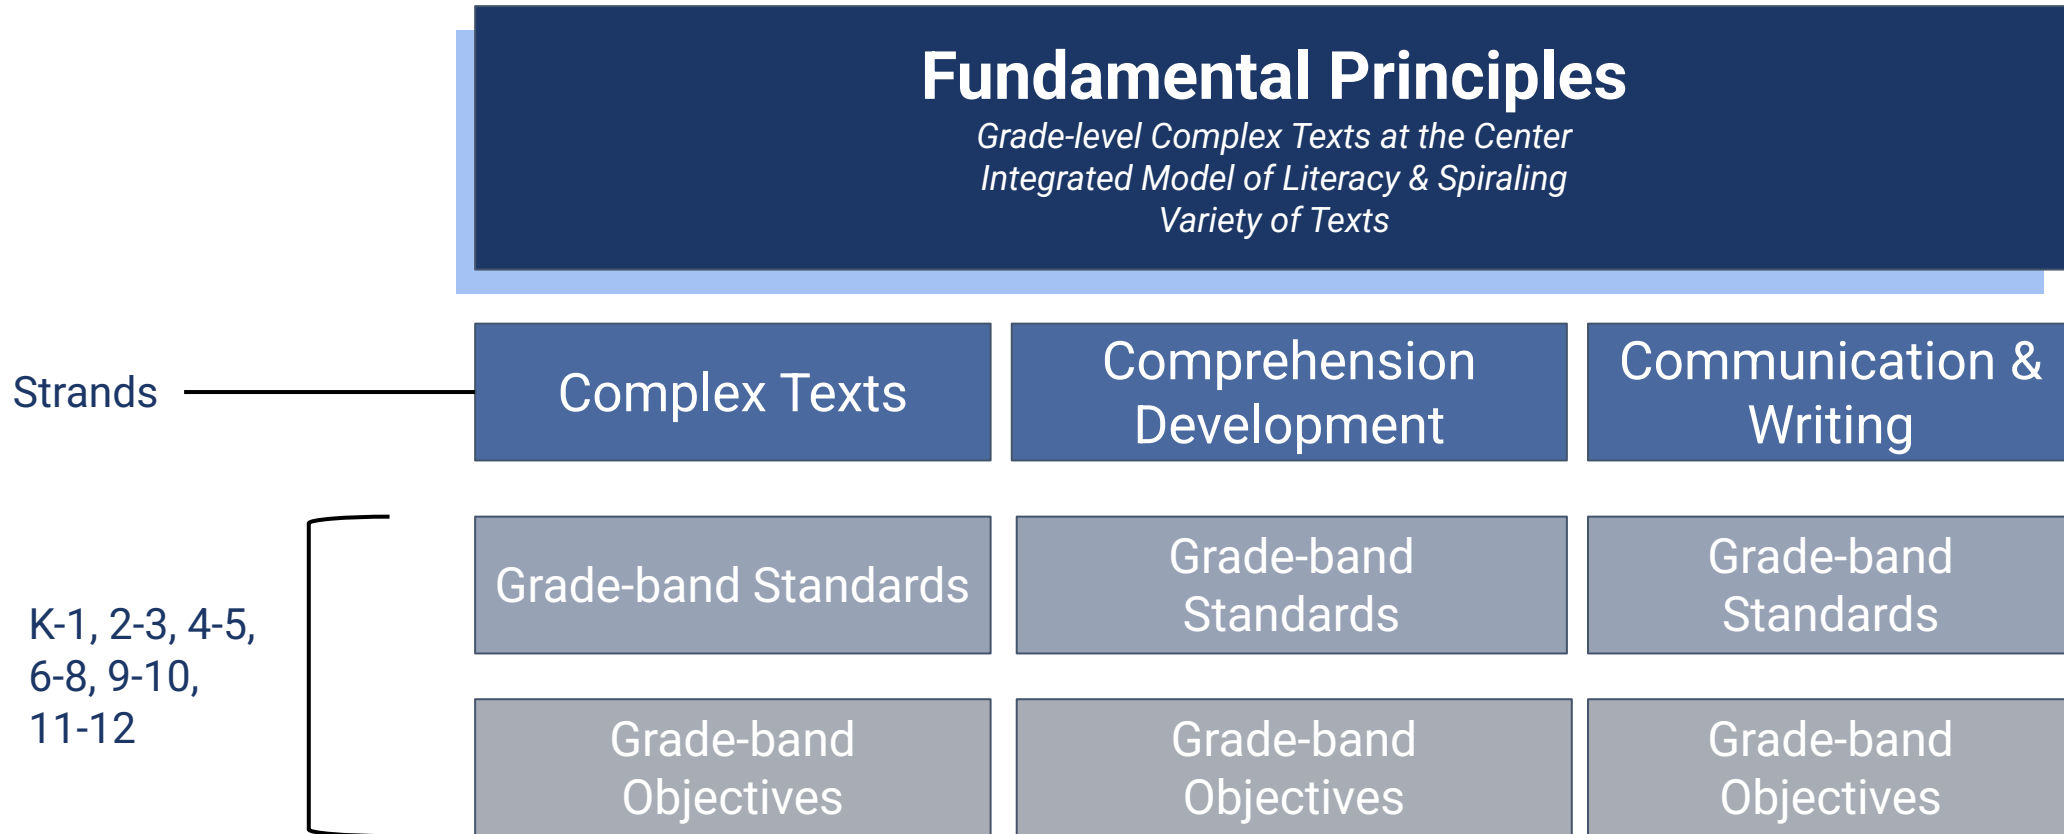 Fundamental Principles
Grade-level Complex Texts at the Center
Integrated Model of Literacy & Spiraling
Variety of Texts
Strands
Complex Texts
Comprehension
Development
Communication &
Writing
K-1, 2-3, 4-5,
6-8, 9-10,
11-12
Grade-band Standards
Grade-band
Standards
Grade-band
Standards
Grade-band
Objectives
Grade-band
Objectives
Grade-band
Objectives